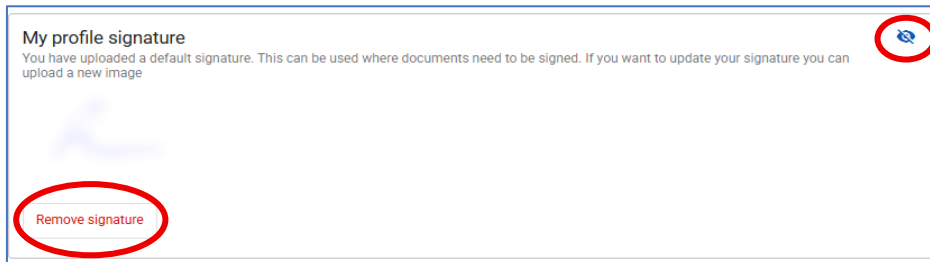 My profile signature
You have uploaded a default signature. This can be used where documents need to be signed. If you want to update your signature you can
upload a new image
Remove signature